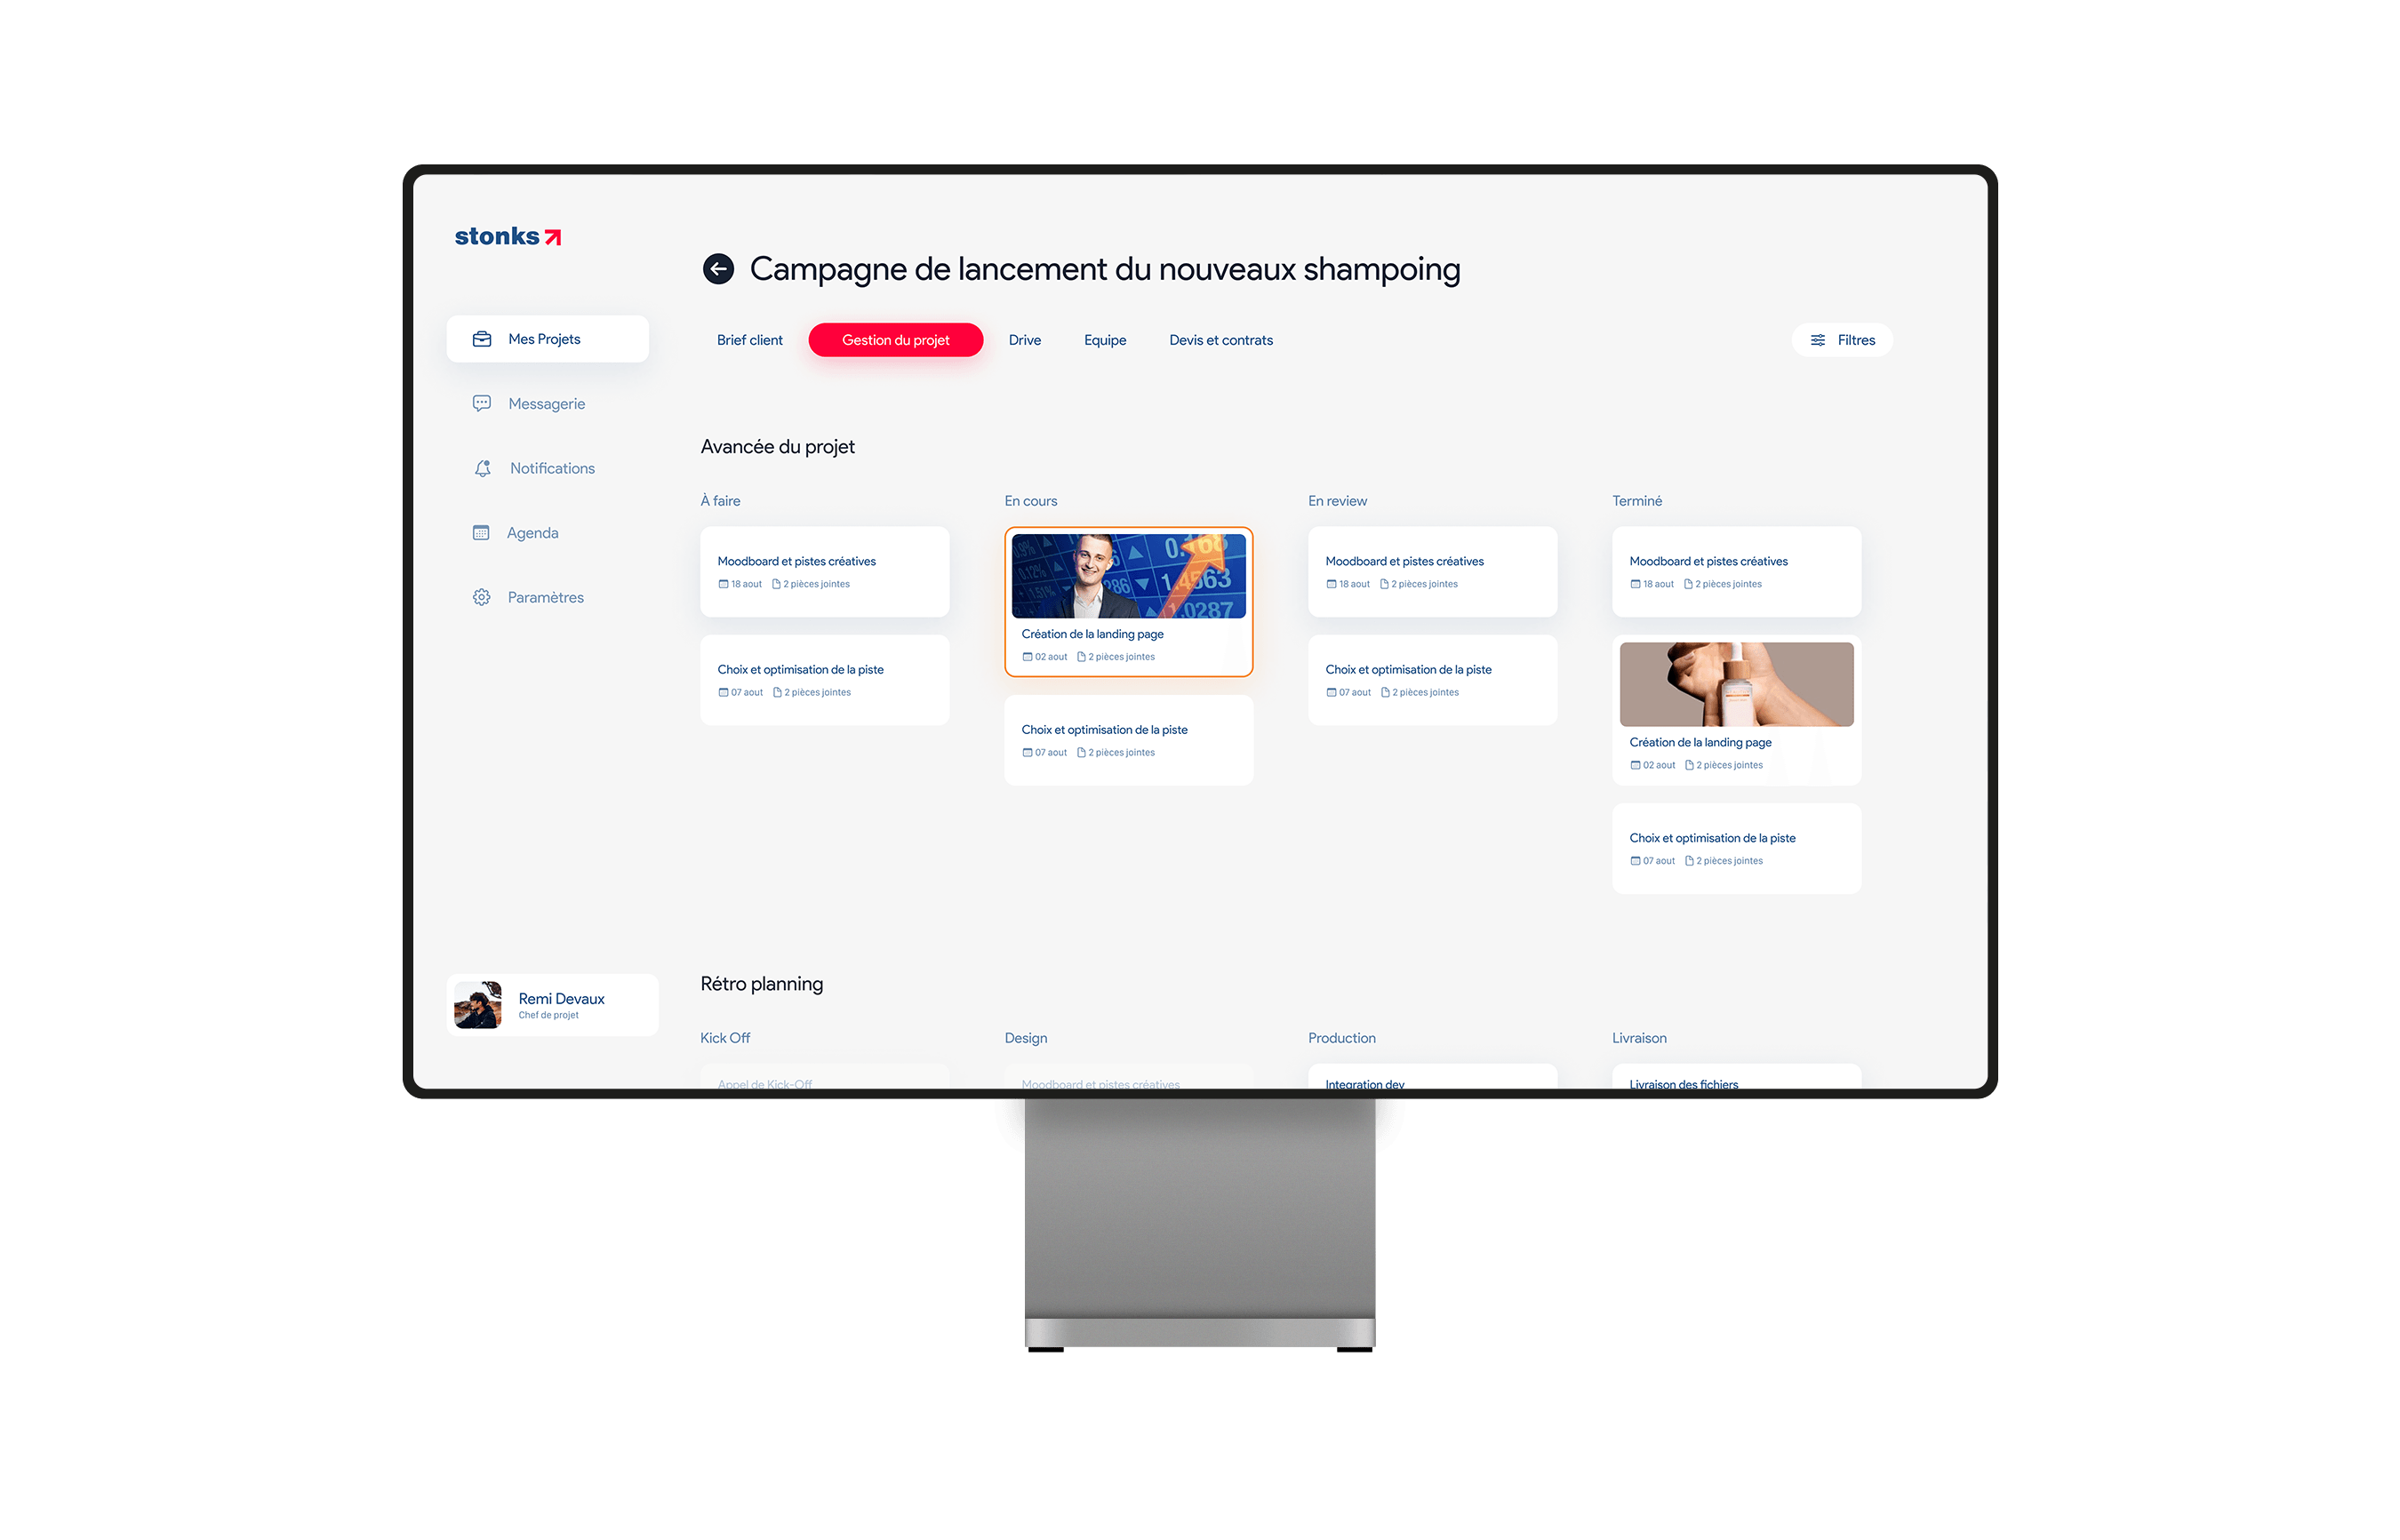 stonks
Campagne de lancement du nouveaux shampoing
Mes Projets
Messagerie
Notifications
Agenda
Paramètres
Brief client
Gestion du projet
Drive
Equipe
Devis et contrats
Filtres
Avancée du projet
À faire
Moodboard et pistes créatives
18 aout 2 pièces jointes
Choix et optimisation de la piste
07 aout 2 pièces jointes
En cours
0.168
1.4563
1.0287
Création de la landing page
02 aout 2 pièces jointes
Choix et optimisation de la piste
07 aout 2 pièces jointes
En review
Moodboard et pistes créatives
18 aout 2 pièces jointes
Choix et optimisation de la piste
07 aout 2 pièces jointes
Terminé
Moodboard et pistes créatives
18 aout 2 pièces jointes
Création de la landing page
02 aout 2 pièces jointes
Choix et optimisation de la piste
07 aout 2 pièces jointes
Remi Devaux
Chef de projet
Rétro planning
Kick Off
Appel de Kick-Off
Design
Moodboard et pistes créatives
Production
Integration dev
Livraison
Livraison des fichiers